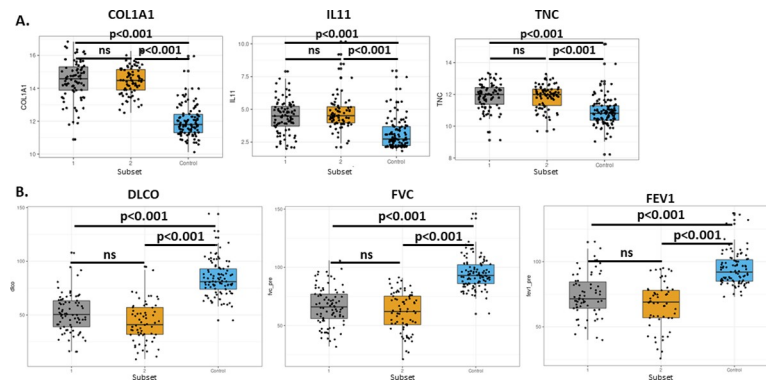 A.
COL1A1
IL11
TNC
p<0.001
p<0.001
p<0.001
ns
p<0.001
ns
p<0.001
ns
p<0.001
COL1A1
16
14
12
10
IL11
10.0
7.5
5.0
2.5
TNC
14
12
10
8
1
2
Control
1
2
Control
1
2
Control
Subset
Subset
Subset
B.
DLCO
FVC
FEV1
p<0.001
p<0.001
p<0.001
ns
p<0.001
ns
p<0.001
ns
p<0.001
dlco
150
100
50
fvc_pre
150
100
50
fev1_pre
100
50
1
2
Control
1
2
Control
1
2
Control
Subset
Subset
Subset